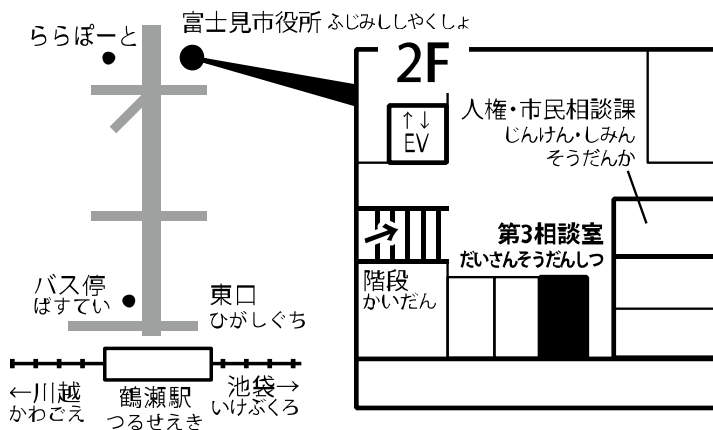 富士見市役所 ふじみししやくしょ
ららぽーと
バス停
ばすてい
東口
ひがしぐち
←川越
かわごえ
鶴瀬駅
つるせえき
池袋→
いけぶくろ
2F
↑↓
EV
人権・市民相談課
じんけん・しみん
そうだんか
第3相談室
だいさんそうだんしつ
階段
かいだん